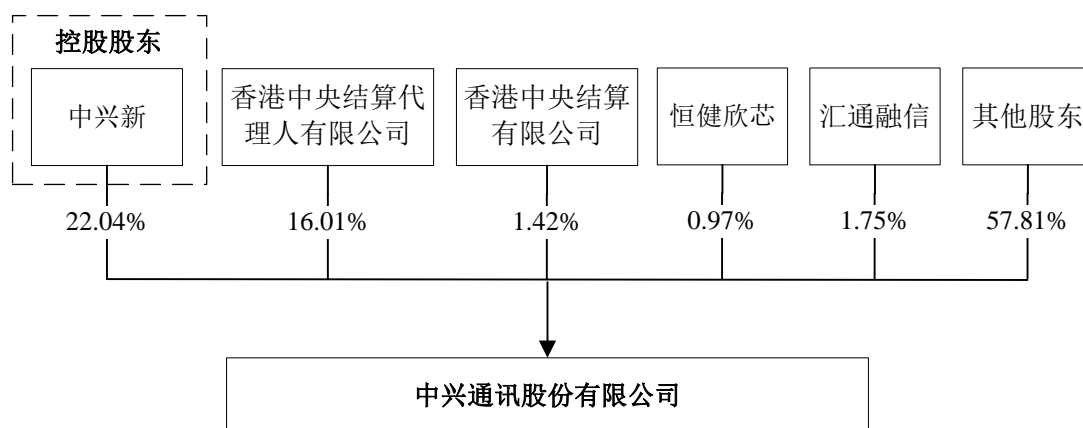 控股股东
中兴新
香港中央结算代
理人有限公司
香港中央结算
有限公司
恒健欣芯
汇通融信
其他股东
22.04%
16.01%
1.42%
0.97%
1.75%
57.81%
中兴通讯股份有限公司